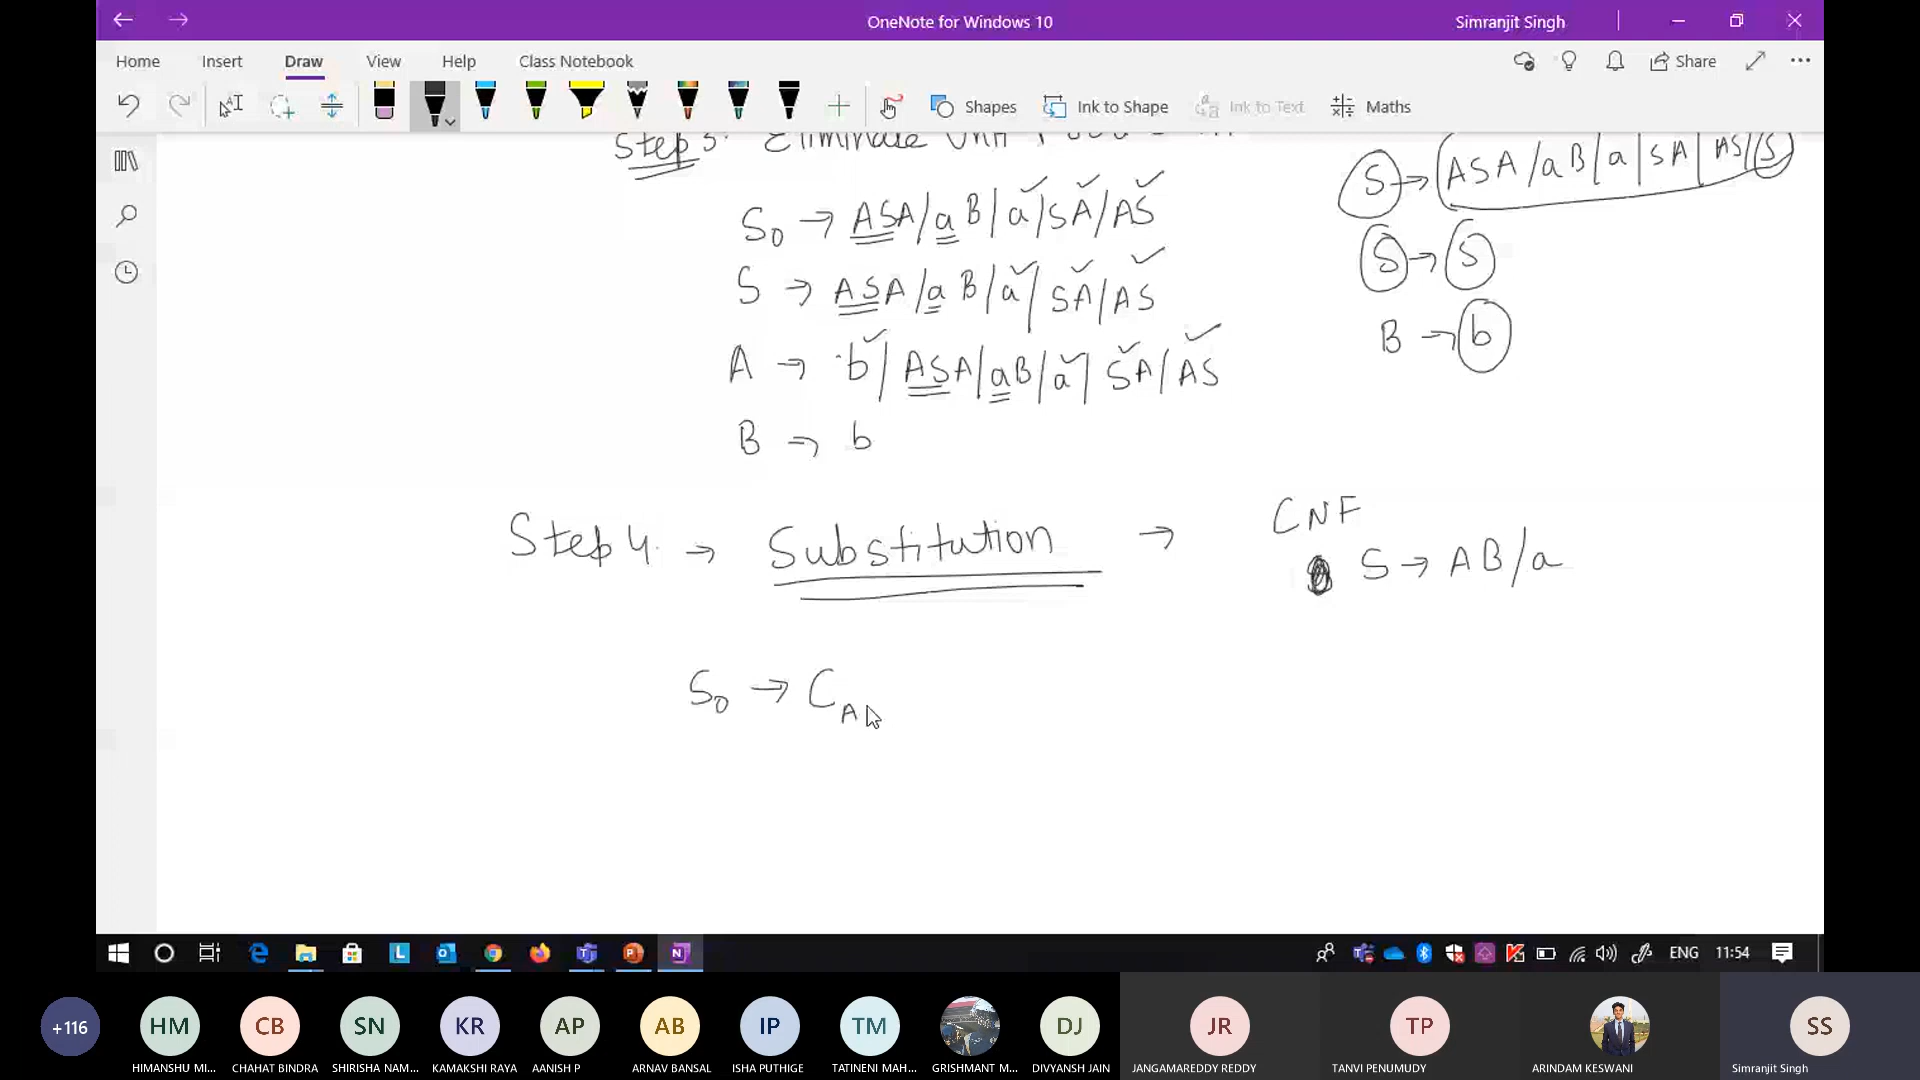 OneNote for Windows 10
Simranjit Singh
Home Insert Draw View Help Class Notebook
Share
Shapes Ink to Shape Ink to Text Maths
Step 3. Eliminate Unit
S → ASA/aB/a/SA/AS/S
S0 → ASA/aB/a/SA/AS
S → S
S → ASA/aB/a/SA/AS
B → b
A → b/ASA/aB/a/SA/AS
B → b
CNF
Step 4. → Substitution →
S → AB/a
S0 → CA
ENG 11:54
+116 HM CB SN KR AP AB IP TM DJ JR TP SS
HIMANSHU MI... CHAHAT BINDRA SHIRISHA NAM... KAMAKSHI RAYA AANISH P ARNAV BANSAL ISHA PUTHIGE TATINENI MAH... GRISHMANT M... DIVYANSH JAIN JANGAMAREDDY REDDY TANVI PENUMUDY ARINDAM KESWANI Simranjit Singh